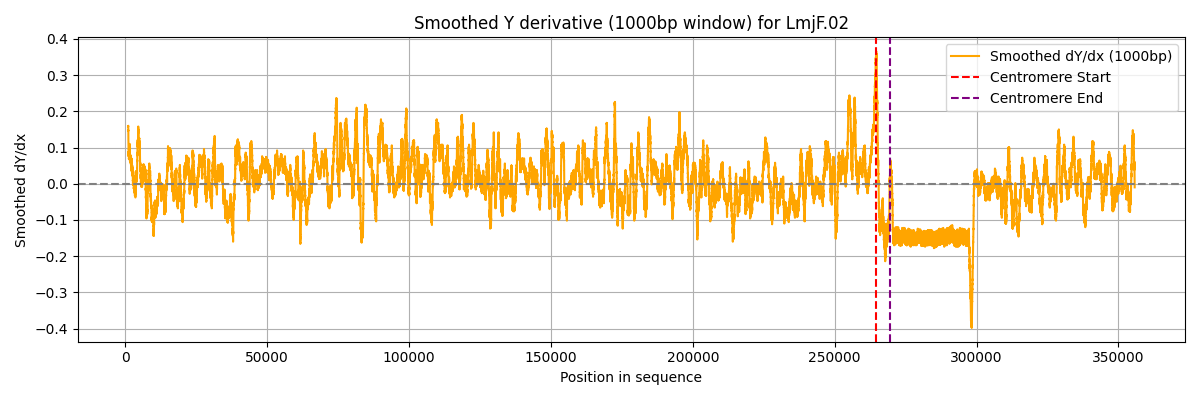 Smoothed Y derivative (1000bp window) for LmjF.02
Smoothed dY/dx
0.4
0.3
0.2
0.1
0.0
−0.1
−0.2
−0.3
−0.4
Smoothed dY/dx (1000bp)
Centromere Start
Centromere End
0
50000
100000
150000
200000
250000
300000
350000
Position in sequence